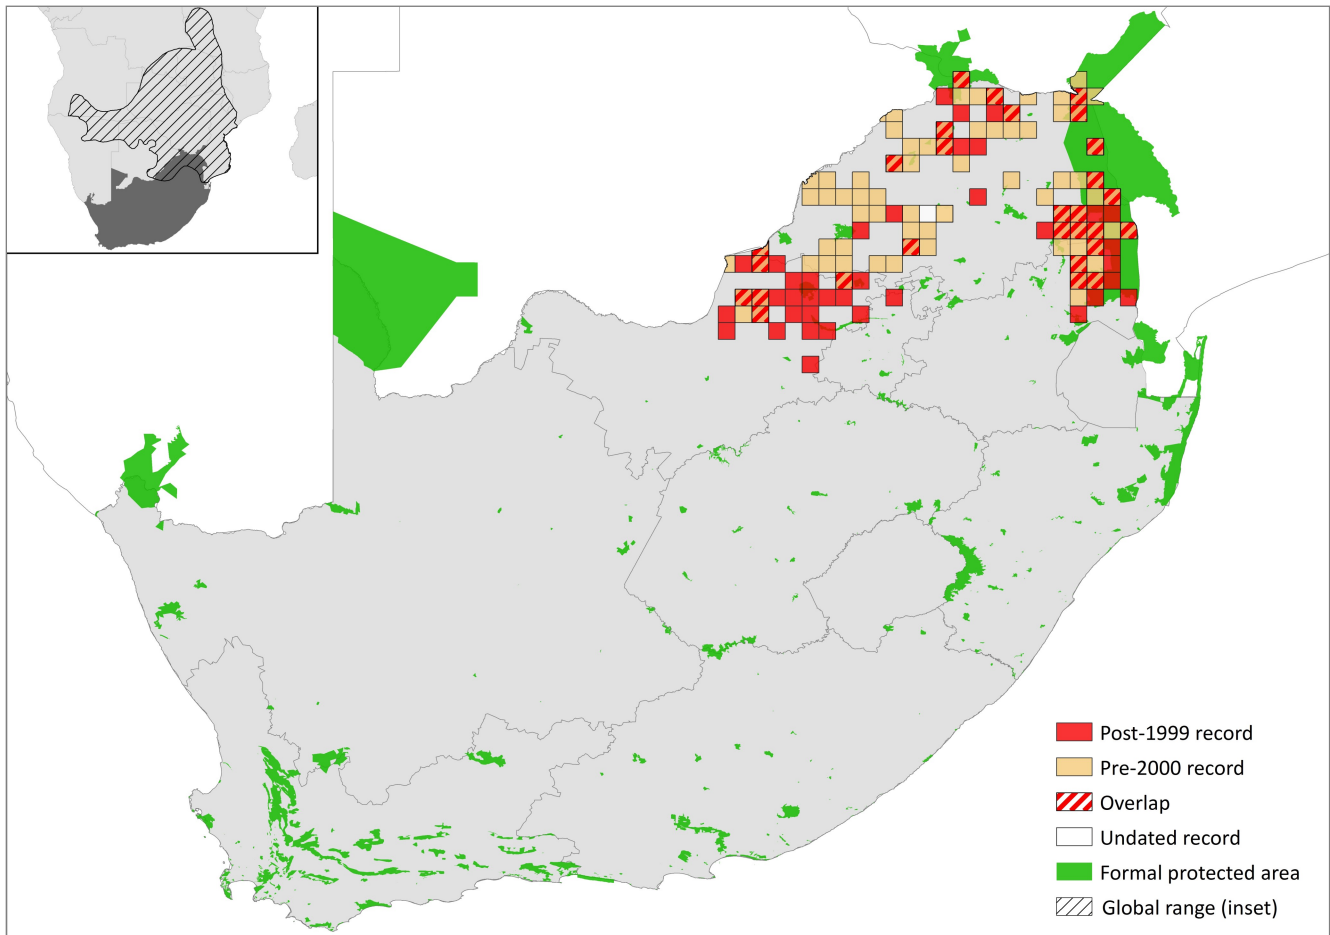 Post-1999 record
Pre-2000 record
Overlap
Undated record
Formal protected area
Global range (inset)